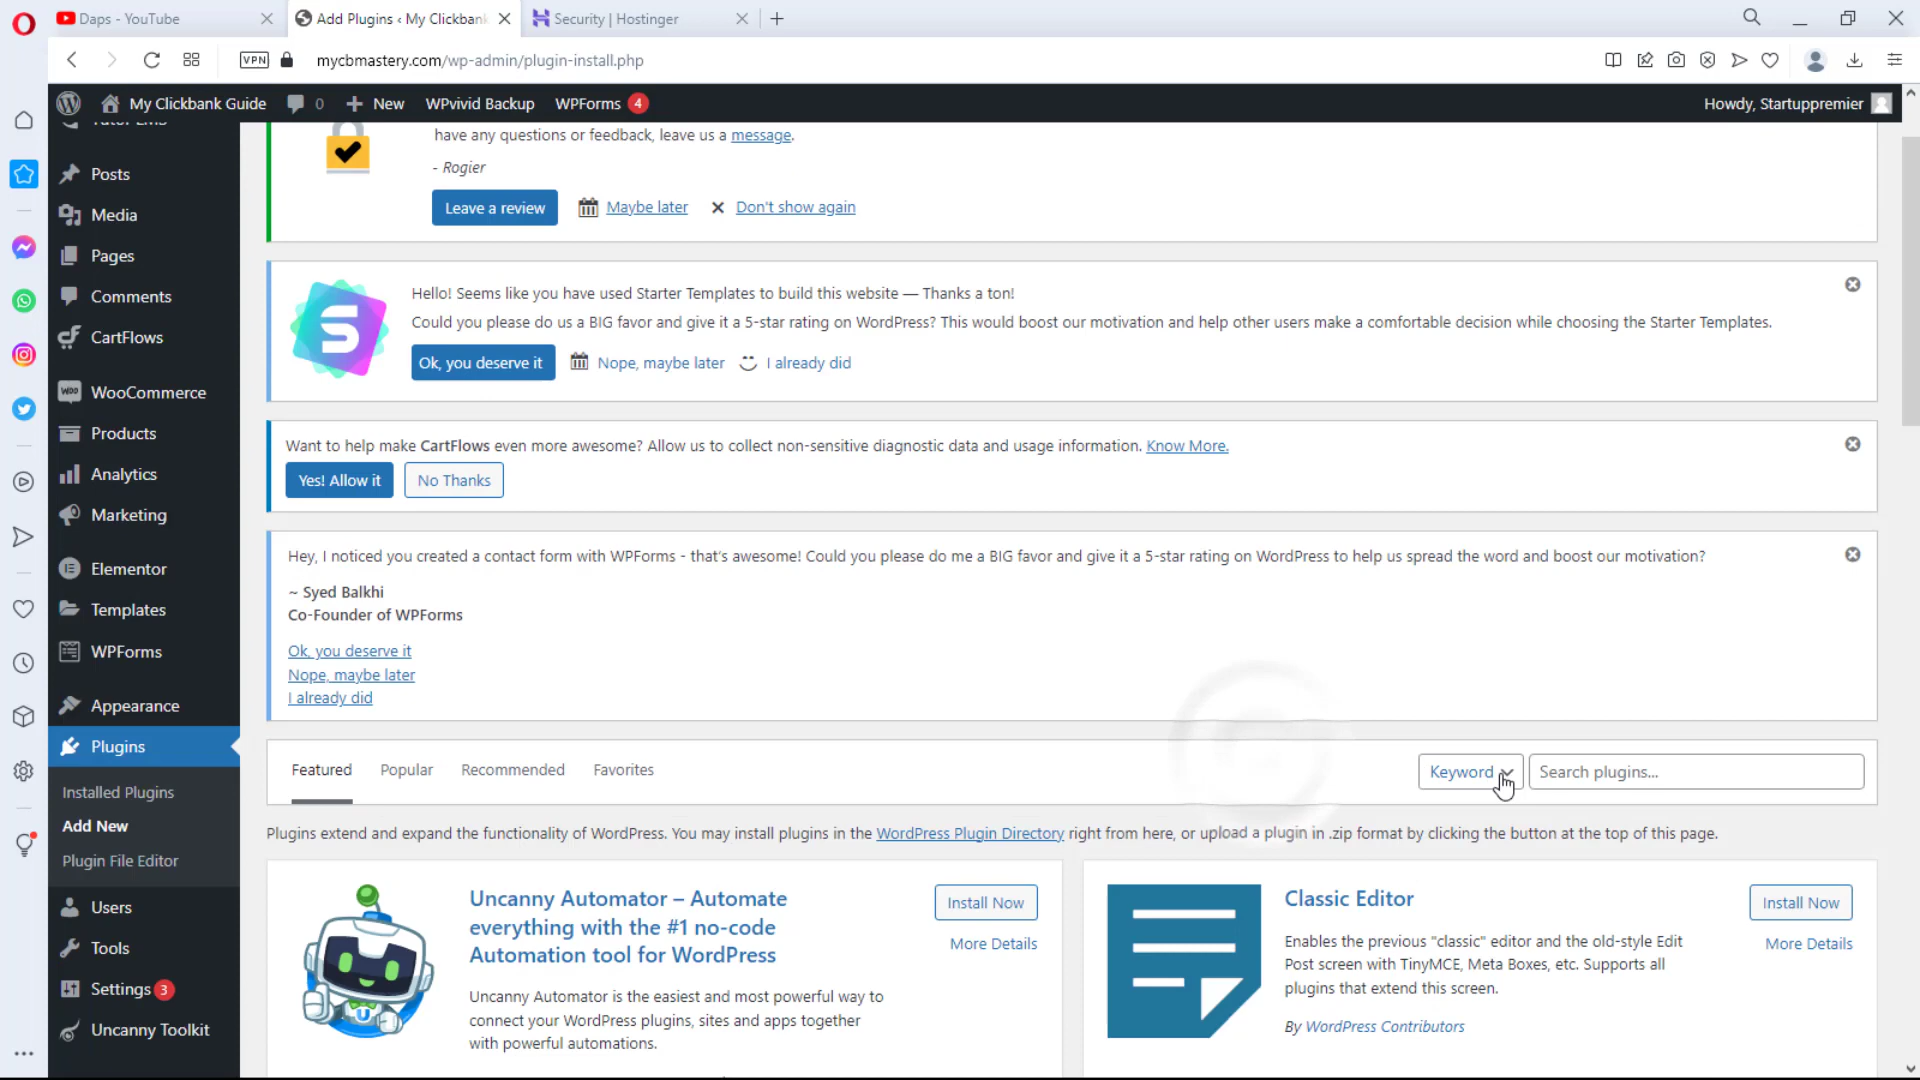 Daps - YouTube
Add Plugins ‹ My Clickbank
Security | Hostinger
VPN
mycbmastery.com/wp-admin/plugin-install.php
My Clickbank Guide
0
New
WPvivid Backup
WPForms 4
Howdy, Startuppremier
Tutor LMS
Posts
Media
Pages
Comments
CartFlows
WooCommerce
Products
Analytics
Marketing
Elementor
Templates
WPForms
Appearance
Plugins
Installed Plugins
Add New
Plugin File Editor
Users
Tools
Settings 3
Uncanny Toolkit
have any questions or feedback, leave us a message.
- Rogier
Leave a review
Maybe later
Don't show again
Hello! Seems like you have used Starter Templates to build this website — Thanks a ton!
Could you please do us a BIG favor and give it a 5-star rating on WordPress? This would boost our motivation and help other users make a comfortable decision while choosing the Starter Templates.
Ok, you deserve it
Nope, maybe later
I already did
Want to help make CartFlows even more awesome? Allow us to collect non-sensitive diagnostic data and usage information. Know More.
Yes! Allow it
No Thanks
Hey, I noticed you created a contact form with WPForms - that's awesome! Could you please do me a BIG favor and give it a 5-star rating on WordPress to help us spread the word and boost our motivation?
~ Syed Balkhi
Co-Founder of WPForms
Ok, you deserve it
Nope, maybe later
I already did
Featured
Popular
Recommended
Favorites
Keyword
Search plugins...
Plugins extend and expand the functionality of WordPress. You may install plugins in the WordPress Plugin Directory right from here, or upload a plugin in .zip format by clicking the button at the top of this page.
Uncanny Automator – Automate
everything with the #1 no-code
Automation tool for WordPress
Install Now
More Details
Uncanny Automator is the easiest and most powerful way to
connect your WordPress plugins, sites and apps together
with powerful automations.
Classic Editor
Install Now
More Details
Enables the previous "classic" editor and the old-style Edit
Post screen with TinyMCE, Meta Boxes, etc. Supports all
plugins that extend this screen.
By WordPress Contributors